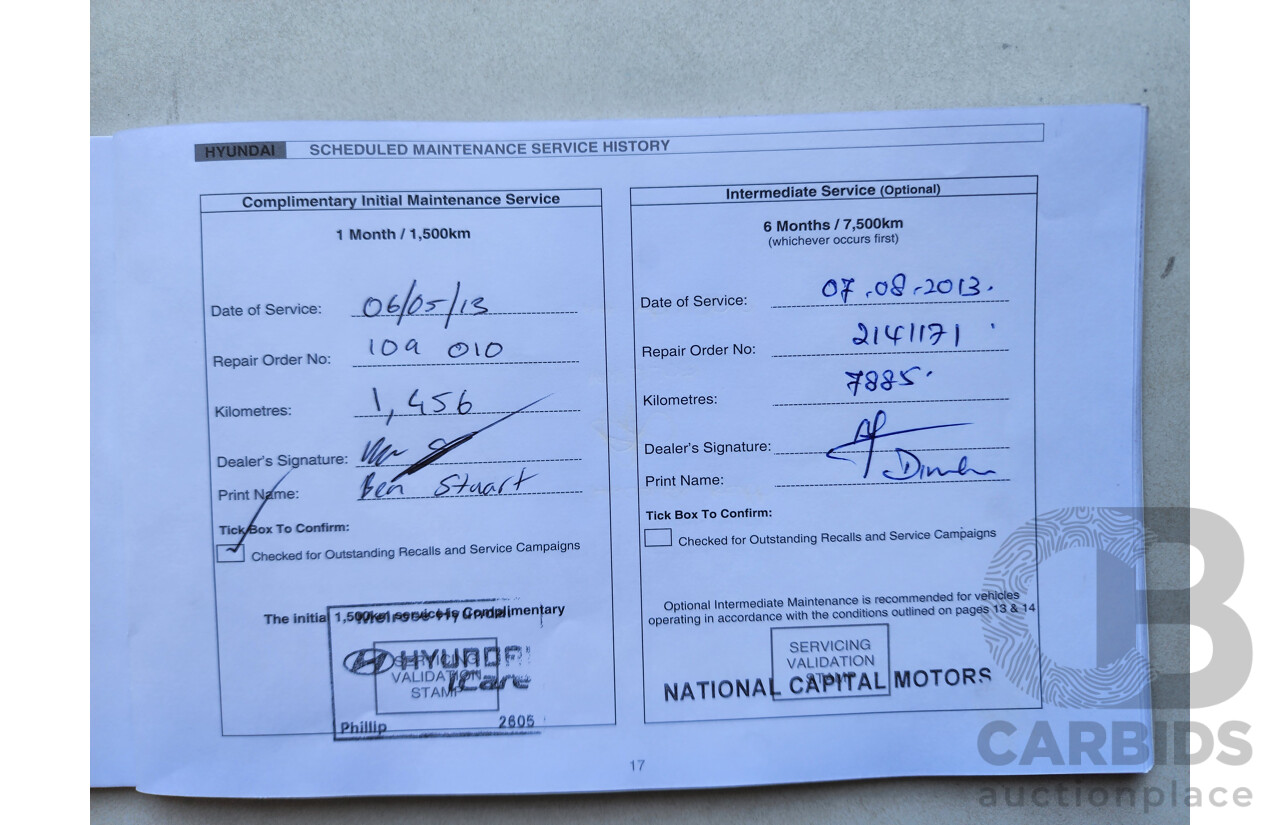 HYUNDAI SCHEDULED MAINTENANCE SERVICE HISTORY
Complimentary Initial Maintenance Service
1 Month / 1,500km
Date of Service: 06/05/13
Repair Order No: 109 010
Kilometres: 1,456
Dealer's Signature:
Print Name: Ben Stuart
Tick Box To Confirm:
Checked for Outstanding Recalls and Service Campaigns
The initial 1,500km service is Complimentary
Melrose Hyundai
HYUNDAI
iCare
SERVICING
VALIDATION
STAMP
Phillip 2605
Intermediate Service (Optional)
6 Months / 7,500km
(whichever occurs first)
Date of Service: 07.08.2013.
Repair Order No: 2141171
Kilometres: 7885.
Dealer's Signature:
Print Name:
Tick Box To Confirm:
Checked for Outstanding Recalls and Service Campaigns
Optional Intermediate Maintenance is recommended for vehicles
operating in accordance with the conditions outlined on pages 13 & 14
SERVICING
VALIDATION
STAMP
NATIONAL CAPITAL MOTORS
17
CB
CARBIDS
auctionplace